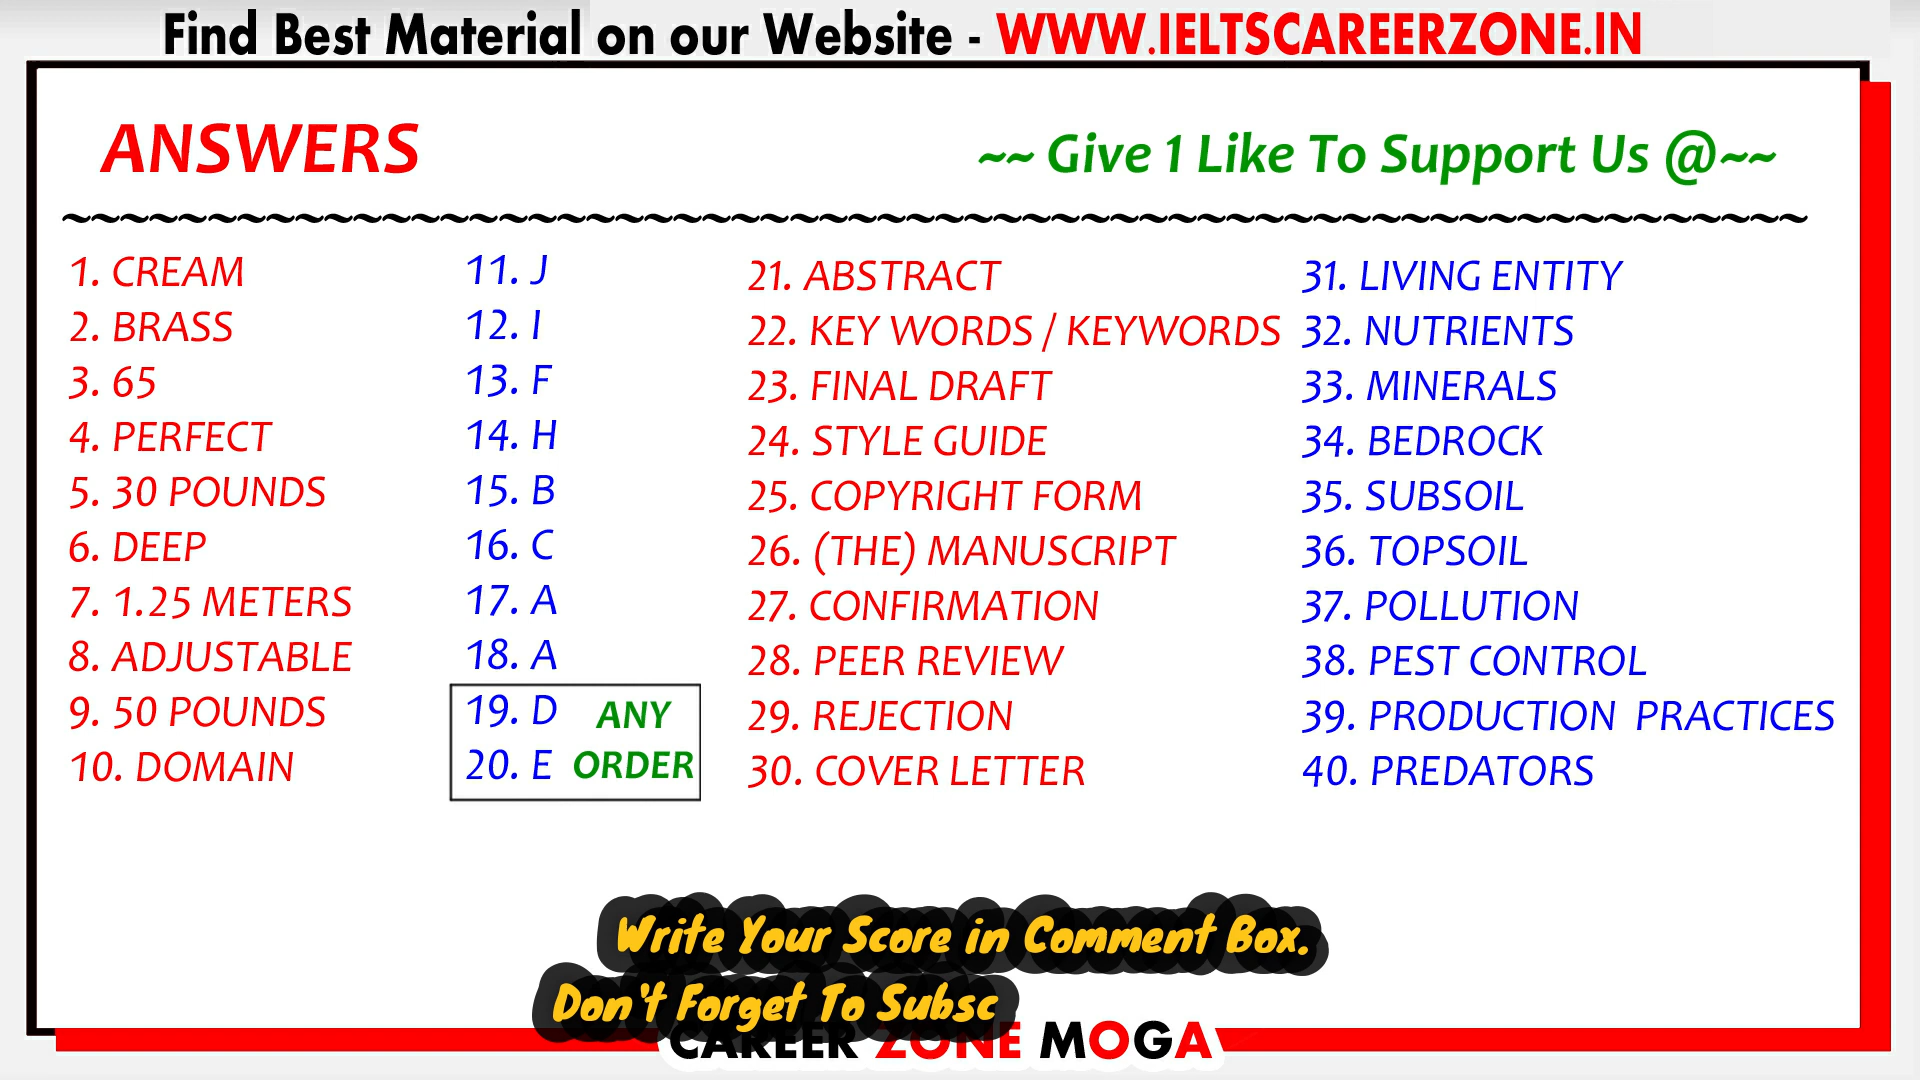 Find Best Material on our Website - WWW.IELTSCAREERZONE.IN
ANSWERS
~~ Give 1 Like To Support Us @~~
1. CREAM
2. BRASS
3. 65
4. PERFECT
5. 30 POUNDS
6. DEEP
7. 1.25 METERS
8. ADJUSTABLE
9. 50 POUNDS
10. DOMAIN
11. J
12. I
13. F
14. H
15. B
16. C
17. A
18. A
19. D
20. E
ANY
ORDER
21. ABSTRACT
22. KEY WORDS / KEYWORDS
23. FINAL DRAFT
24. STYLE GUIDE
25. COPYRIGHT FORM
26. (THE) MANUSCRIPT
27. CONFIRMATION
28. PEER REVIEW
29. REJECTION
30. COVER LETTER
31. LIVING ENTITY
32. NUTRIENTS
33. MINERALS
34. BEDROCK
35. SUBSOIL
36. TOPSOIL
37. POLLUTION
38. PEST CONTROL
39. PRODUCTION PRACTICES
40. PREDATORS
Write Your Score in Comment Box.
Don't Forget To Subsc
CAREER ZONE MOGA